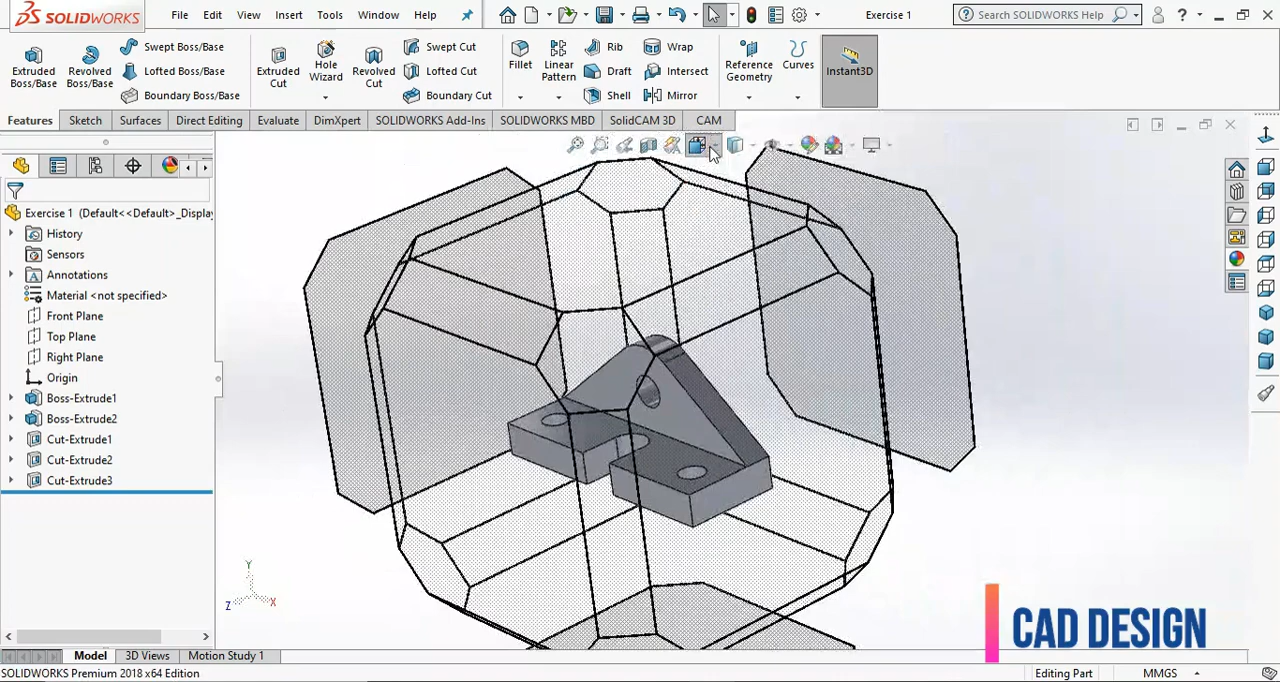 SOLIDWORKS File Edit View Insert Tools Window Help Exercise 1 Search SOLIDWORKS Help
Extruded Boss/Base Revolved Boss/Base Swept Boss/Base Lofted Boss/Base Boundary Boss/Base
Extruded Cut Hole Wizard Revolved Cut Swept Cut Lofted Cut Boundary Cut
Fillet Linear Pattern Rib Draft Shell Wrap Intersect Mirror
Reference Geometry Curves Instant3D
Features Sketch Surfaces Direct Editing Evaluate DimXpert SOLIDWORKS Add-Ins SOLIDWORKS MBD SolidCAM 3D CAM
Exercise 1 (Default<<Default>_Displa
History
Sensors
Annotations
Material <not specified>
Front Plane
Top Plane
Right Plane
Origin
Boss-Extrude1
Boss-Extrude2
Cut-Extrude1
Cut-Extrude2
Cut-Extrude3
Y
Z X
CAD DESIGN
Model 3D Views Motion Study 1
SOLIDWORKS Premium 2018 x64 Edition Editing Part MMGS